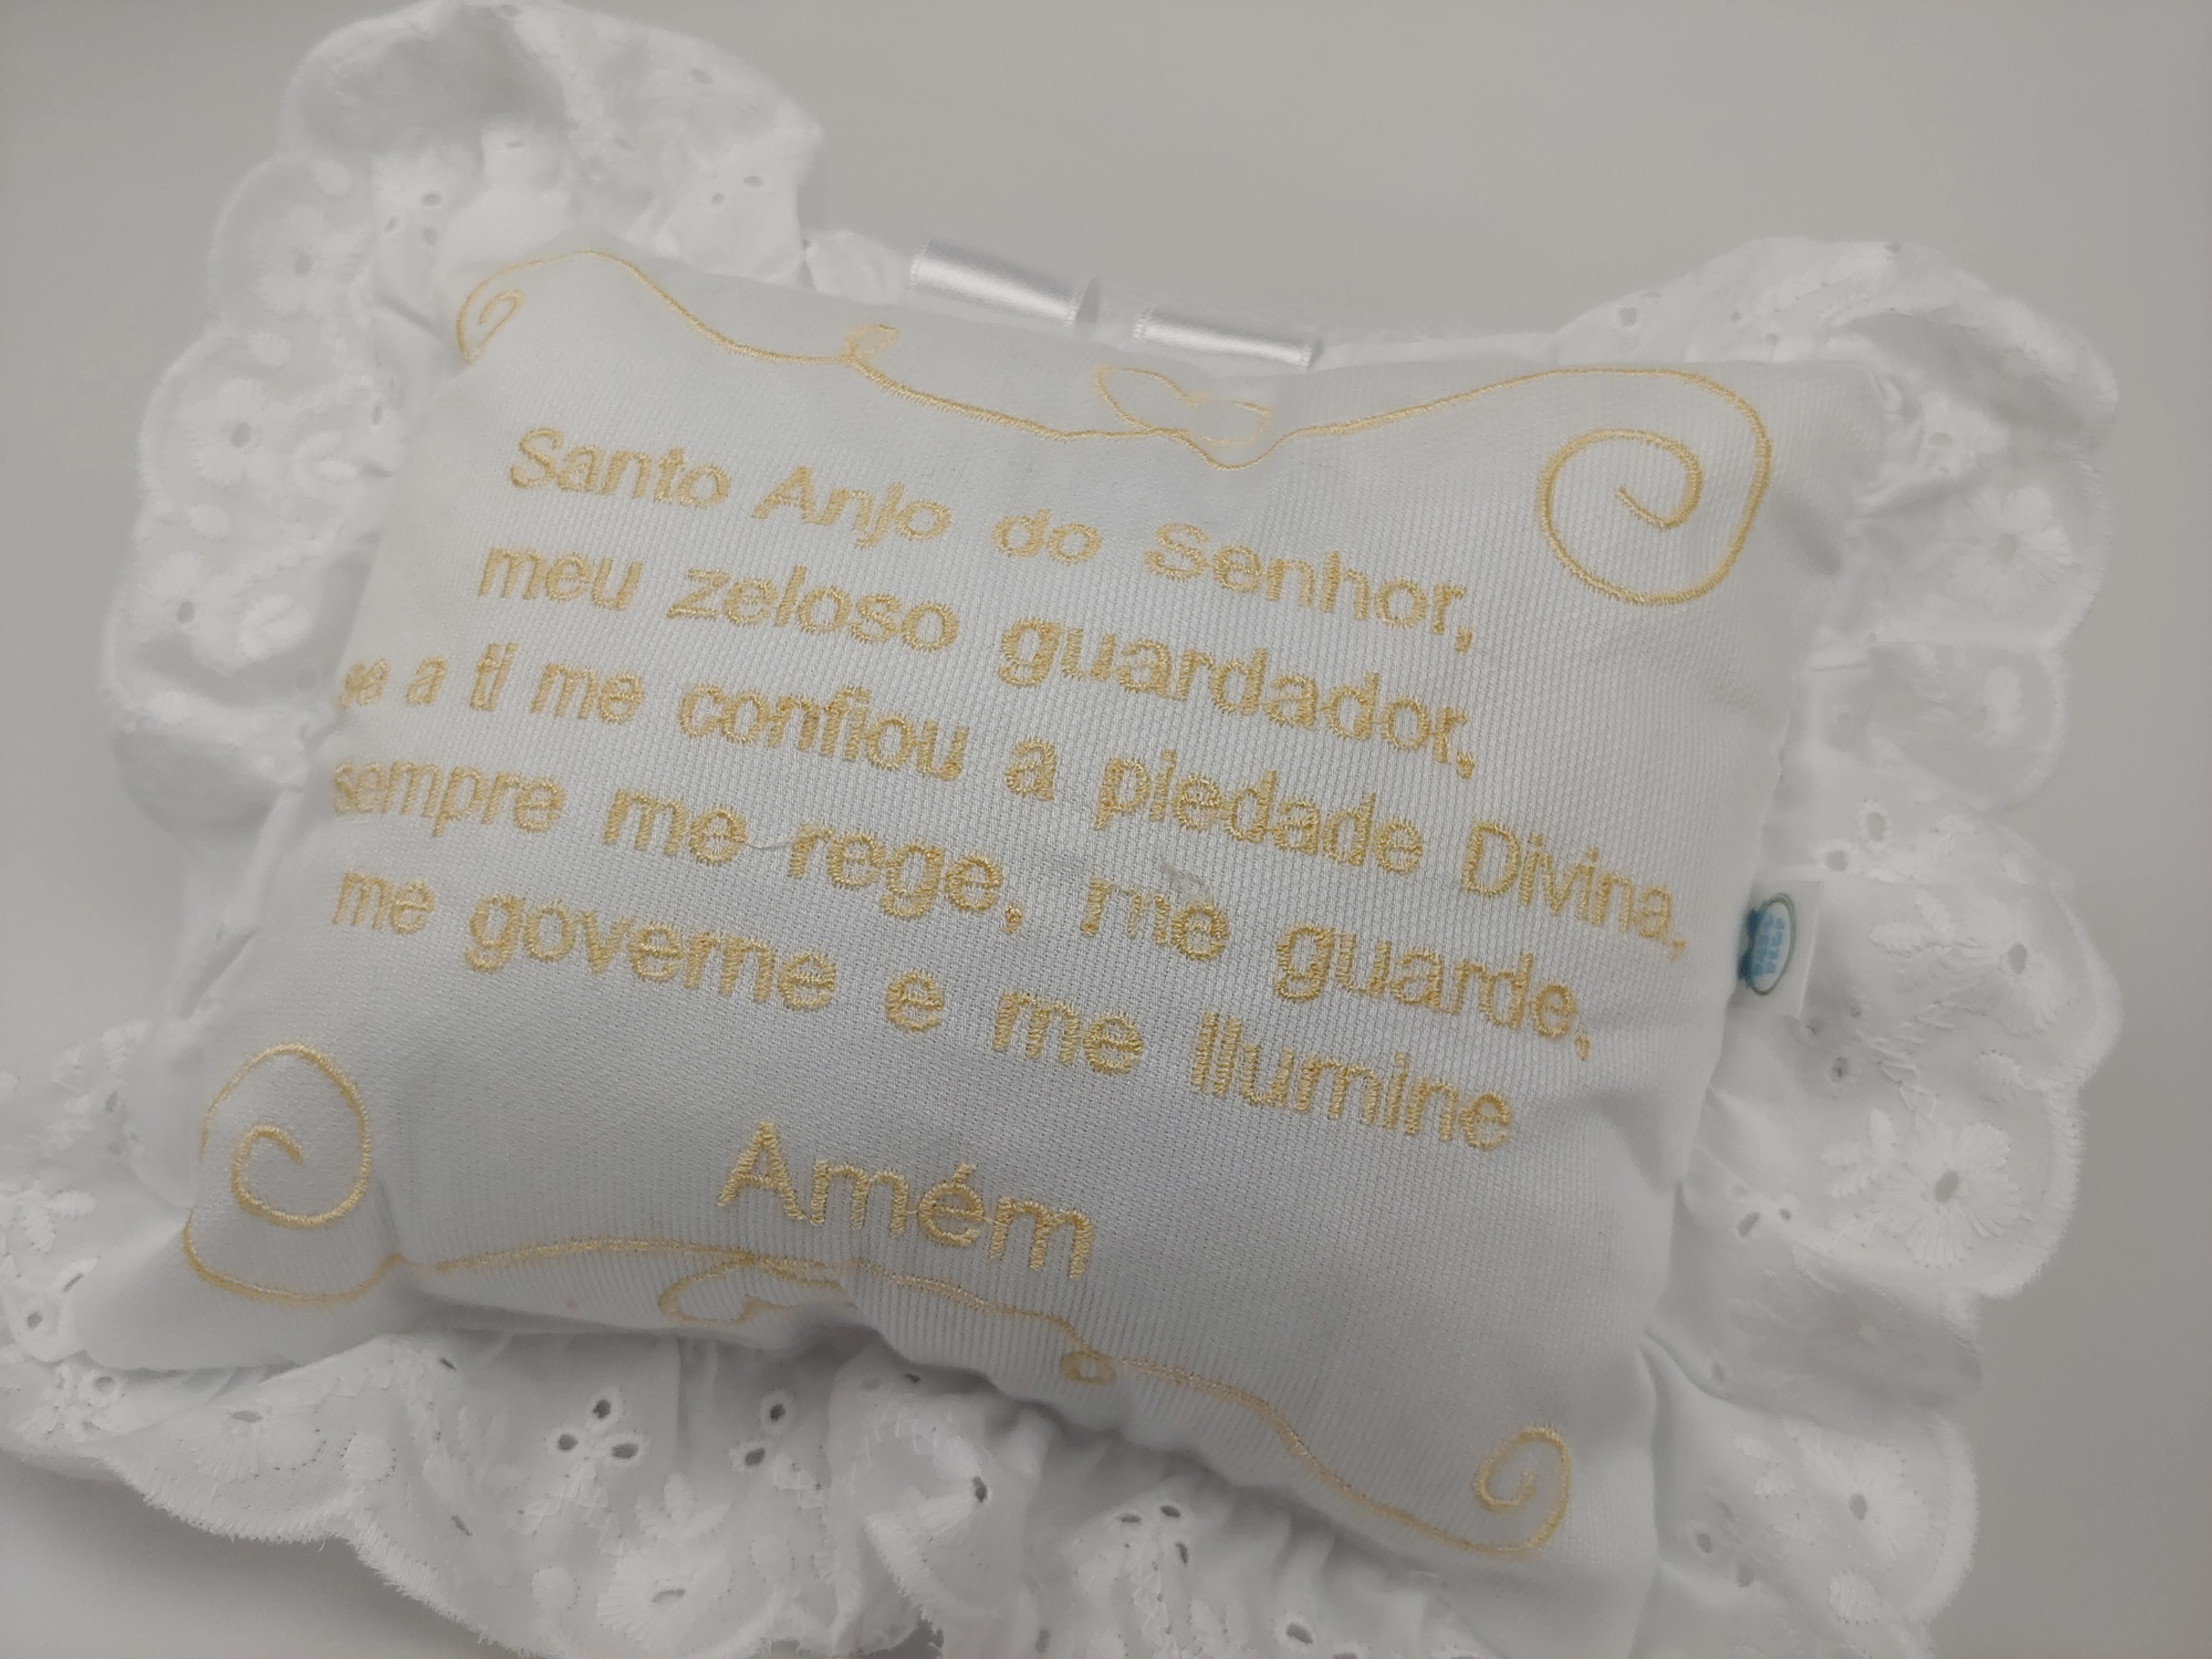 Santo Anjo do Senhor,
meu zeloso guardador,
se a ti me confiou a piedade Divina,
sempre me rege, me guarde,
me governe e me ilumine
Amém